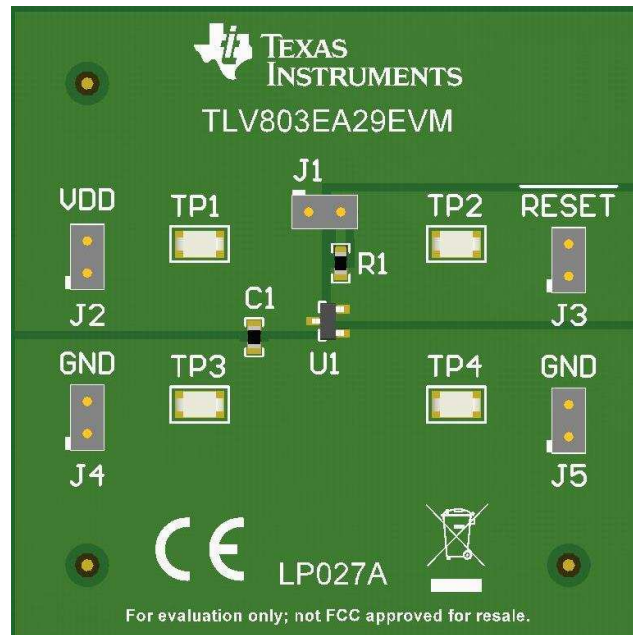 TEXAS
INSTRUMENTS
TLV803EA29EVM
J1
VDD
TP1
TP2
RESET
R1
J2
C1
J3
GND
TP3
U1
TP4
GND
J4
J5
CE
LP027A
For evaluation only; not FCC approved for resale.